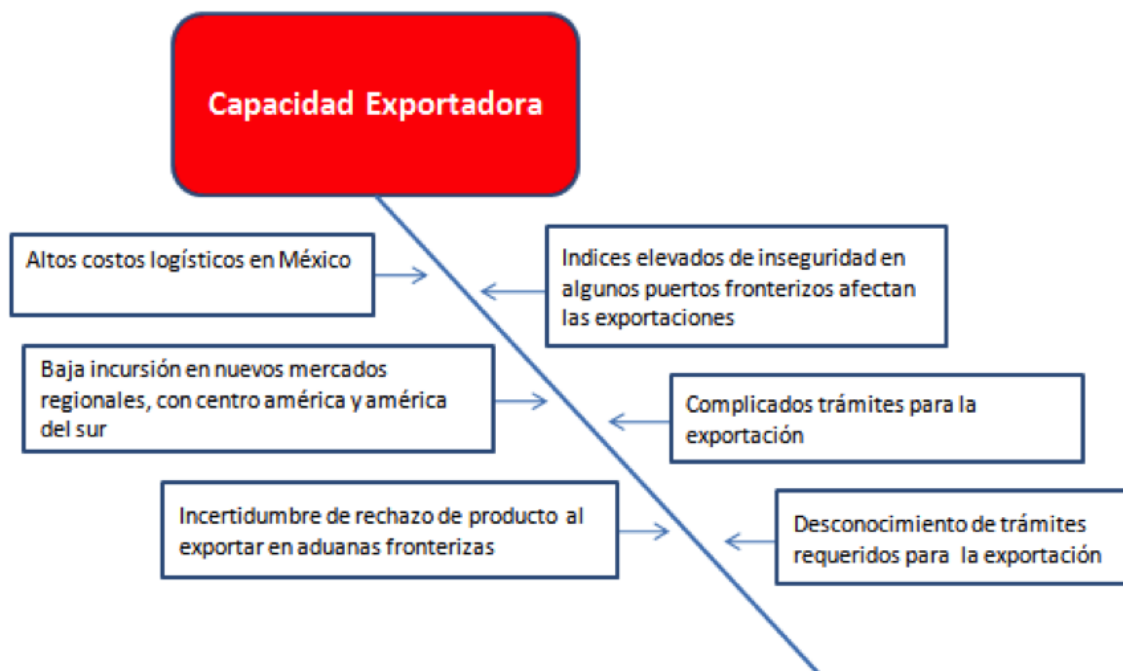 Capacidad Exportadora
Altos costos logísticos en México
Indices elevados de inseguridad en
algunos puertos fronterizos afectan
las exportaciones
Baja incursión en nuevos mercados
regionales, con centro américa y américa
del sur
Complicados trámites para la
exportación
Incertidumbre de rechazo de producto al
exportar en aduanas fronterizas
Desconocimiento de trámites
requeridos para la exportación